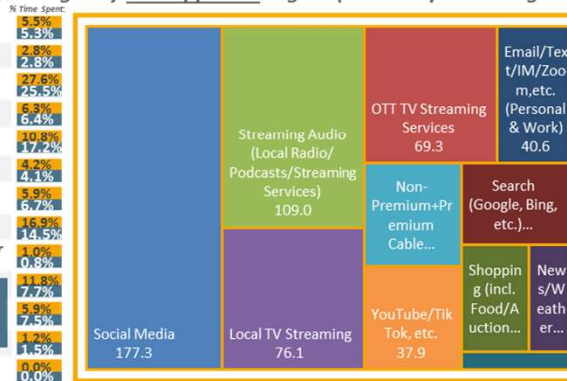 % Time Spent:
5.5%
5.3%
2.8%
2.8%
27.6%
25.5%
6.3%
6.4%
10.8%
17.2%
4.2%
4.1%
5.9%
6.7%
16.9%
14.5%
1.0%
0.8%
11.8%
7.7%
5.9%
7.5%
1.2%
1.5%
0.0%
0.0%
Social Media
177.3
Streaming Audio
(Local Radio/
Podcasts/Streaming
Services)
109.0
Local TV Streaming
76.1
OTT TV Streaming
Services
69.3
Email/Tex
t/IM/Zoo
m,etc.
(Personal
& Work)
40.6
Non-
Premium+Pr
emium
Cable...
Search
(Google, Bing,
etc.)...
YouTube/Tik
Tok, etc.
37.9
Shoppin
g (incl.
Food/A
uction...
New
s/W
eath
er...